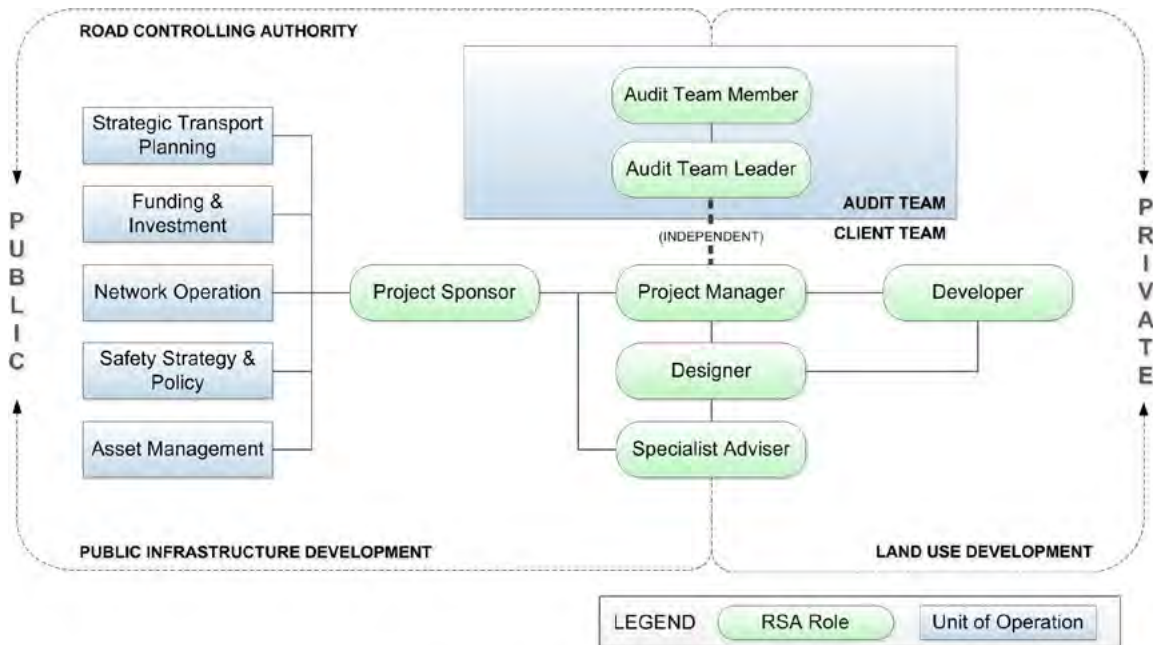 ROAD CONTROLLING AUTHORITY
Audit Team Member
Strategic Transport
Planning
Audit Team Leader
Funding &
Investment
AUDIT TEAM
(INDEPENDENT)
CLIENT TEAM
PUBLIC
PRIVATE
Network Operation
Project Sponsor
Project Manager
Developer
Safety Strategy &
Policy
Designer
Asset Management
Specialist Adviser
PUBLIC INFRASTRUCTURE DEVELOPMENT
LAND USE DEVELOPMENT
LEGEND
RSA Role
Unit of Operation